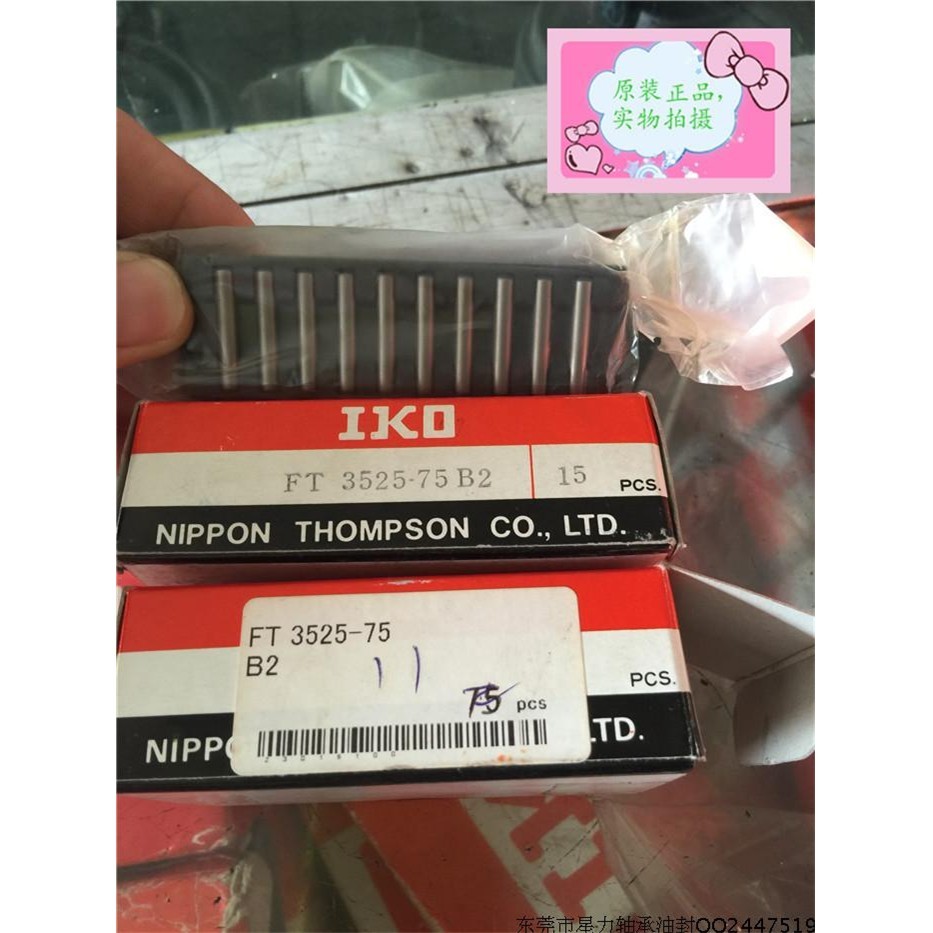 原装正品,
实物拍摄
IKO
FT 3525-75 B2 15 PCS.
NIPPON THOMPSON CO., LTD.
FT 3525-75
B2
11
pcs
PCS.
NIPP LTD.
东莞市星力轴承油封QQ2447519